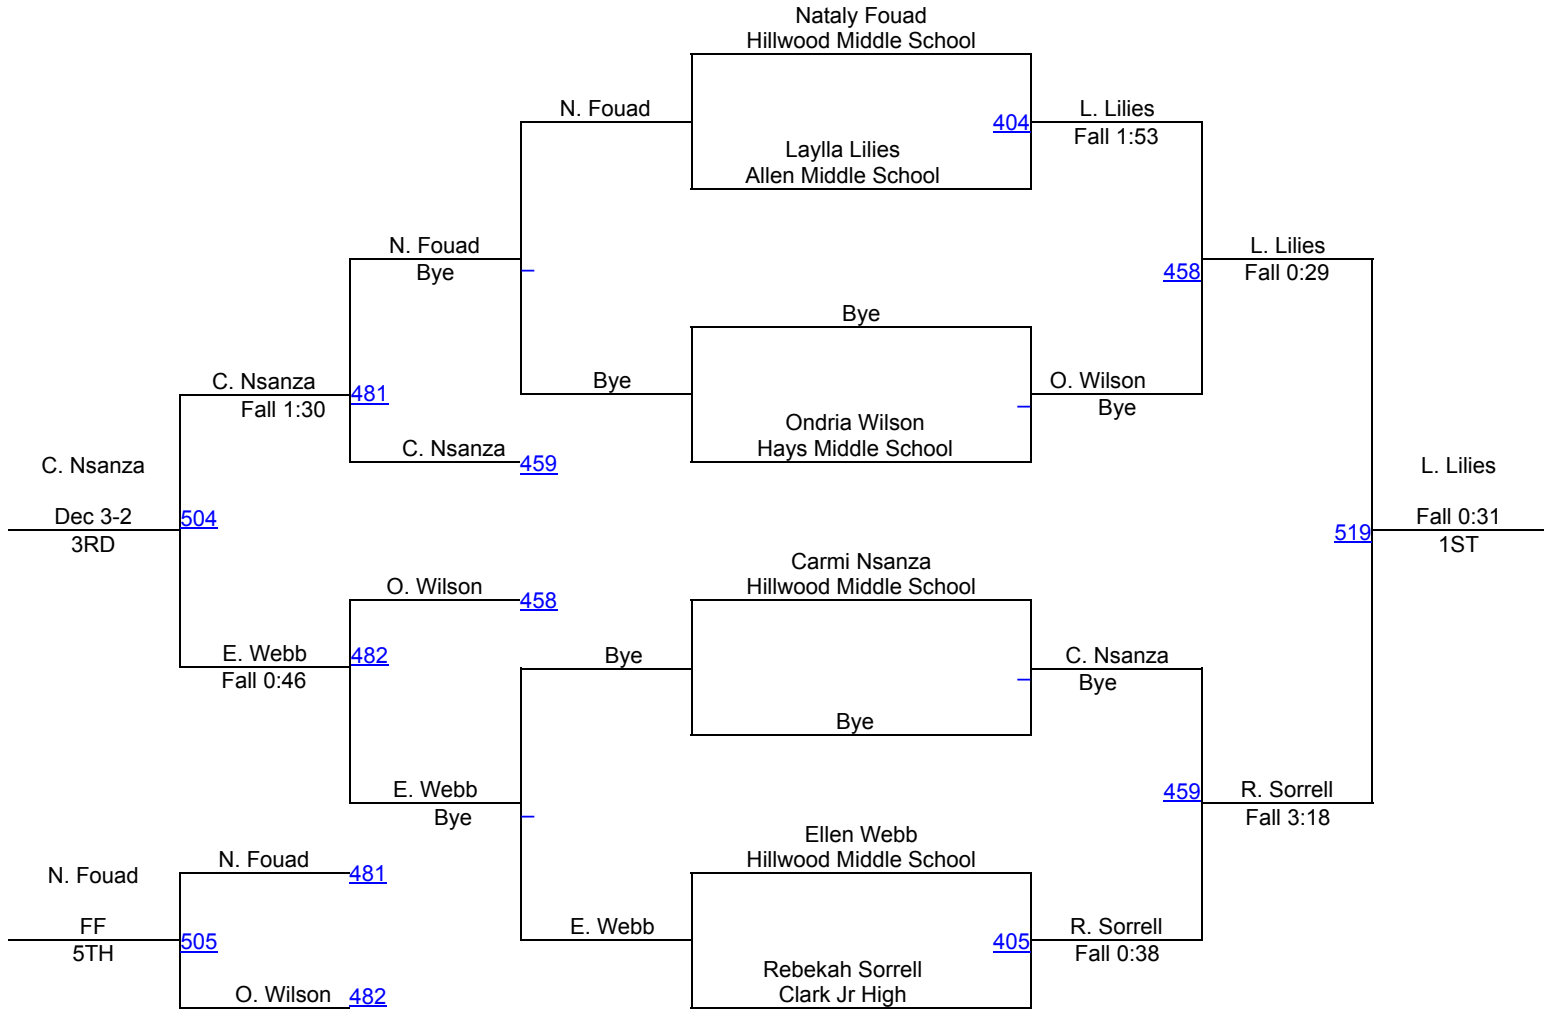 Nataly Fouad
Hillwood Middle School
N. Fouad
404
L. Lilies
Fall 1:53
Laylla Lilies
Allen Middle School
N. Fouad
Bye
L. Lilies
458
Fall 0:29
Bye
C. Nsanza
481
Fall 1:30
Bye
O. Wilson
Bye
Ondria Wilson
Hays Middle School
C. Nsanza
459
C. Nsanza
L. Lilies
Dec 3-2
504
3RD
Fall 0:31
519
1ST
Carmi Nsanza
Hillwood Middle School
O. Wilson
458
E. Webb
482
Fall 0:46
Bye
C. Nsanza
Bye
Bye
E. Webb
Bye
459
R. Sorrell
Fall 3:18
Ellen Webb
Hillwood Middle School
N. Fouad
481
N. Fouad
FF
505
5TH
E. Webb
405
R. Sorrell
Fall 0:38
Rebekah Sorrell
Clark Jr High
O. Wilson
482